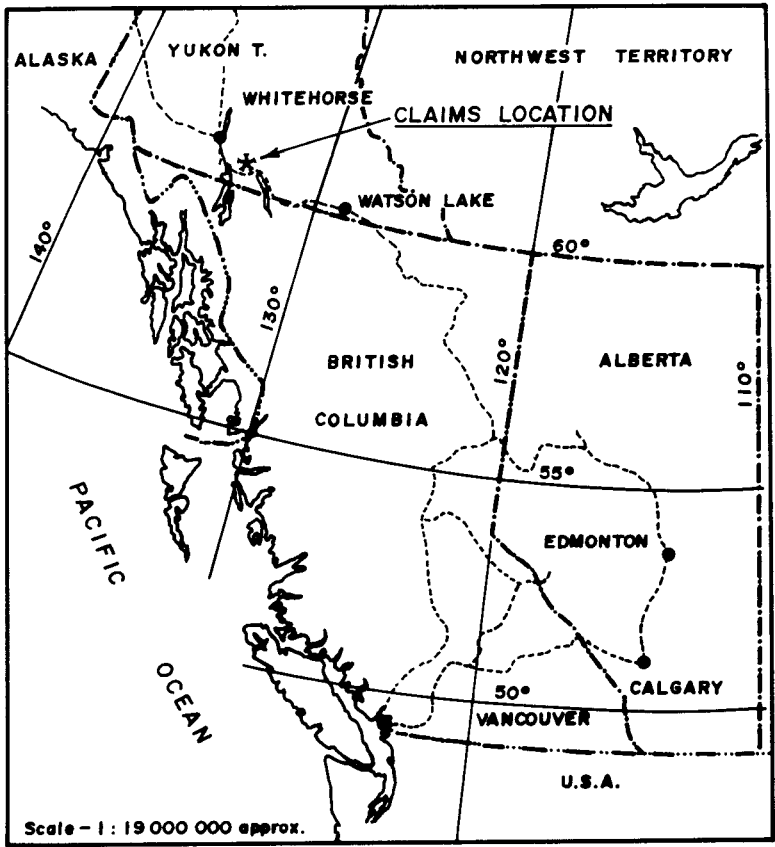 YUKON T.
ALASKA
NORTHWEST TERRITORY
WHITEHORSE
CLAIMS LOCATION
WATSON LAKE
60°
140°
130°
120°
110°
BRITISH
COLUMBIA
ALBERTA
55°
PACIFIC
OCEAN
EDMONTON
CALGARY
50°
VANCOUVER
U.S.A.
Scale - 1 : 19 000 000 approx.